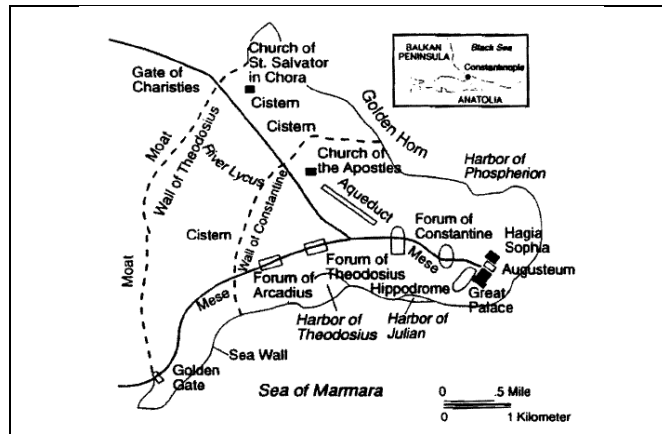 Church of
St. Salvator
in Chora
Gate of
Charisties
Cistern
Cistern
BALKAN
PENINSULA
Black Sea
Constantinople
ANATOLIA
Golden Horn
Moat
Wall of Theodosius
River Lycus
Wall of Constantine
Church of
the Apostles
Harbor of
Phospherion
Aqueduct
Forum of
Constantine
Hagia
Sophia
Cistern
Mese
Augusteum
Forum of
Theodosius
Forum of
Arcadius
Hippodrome
Great
Palace
Moat
Mese
Harbor of
Theodosius
Harbor of
Julian
Sea Wall
Golden
Gate
Sea of Marmara
0 .5 Mile
0 1 Kilometer